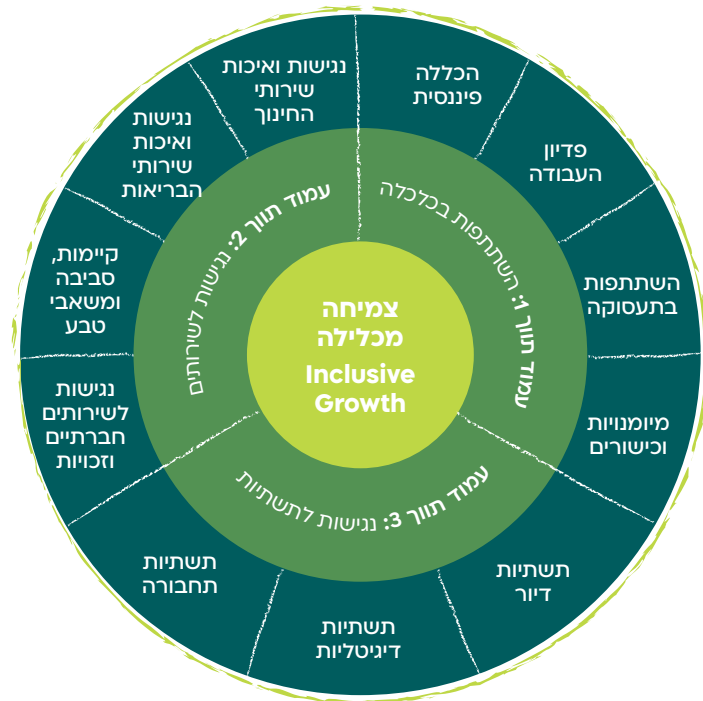 צמיחה
מכלילה
Inclusive
Growth
עמוד תווך 1: השתתפות בכלכלה
הכללה
פיננסית
פדיון
העבודה
השתתפות
בתעסוקה
מיומנויות
וכישורים
עמוד תווך 2: נגישות לשירותים
נגישות ואיכות
שירותי
החינוך
נגישות
ואיכות
שירותי
הבריאות
קיימות,
סביבה
ומשאבי
טבע
נגישות
לשירותים
חברתיים
וזכויות
עמוד תווך 3: נגישות לתשתיות
תשתיות
דיור
תשתיות
דיגיטליות
תשתיות
תחבורה